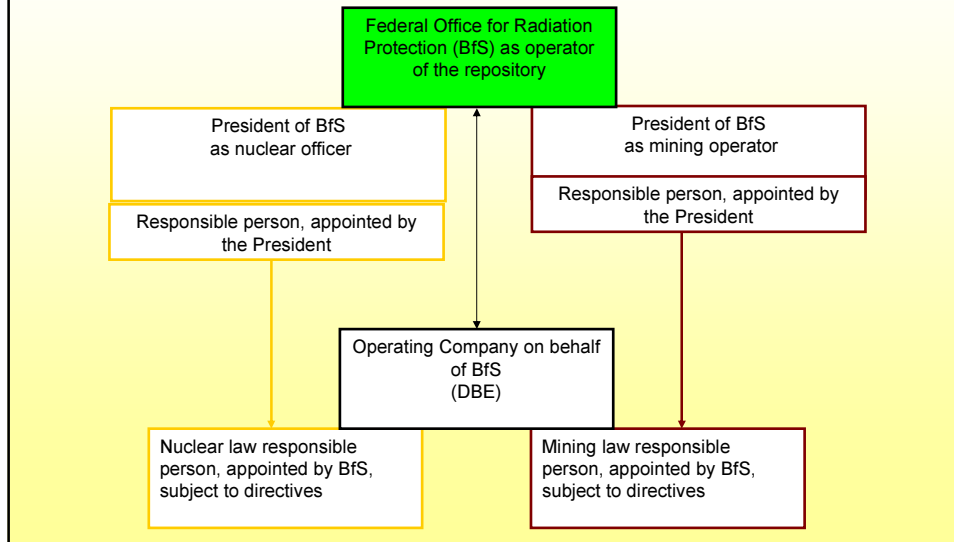 Federal Office for Radiation
Protection (BfS) as operator
of the repository
President of BfS
as nuclear officer
President of BfS
as mining operator
Responsible person, appointed by
the President
Responsible person, appointed by
the President
Operating Company on behalf
of BfS
(DBE)
Nuclear law responsible
person, appointed by BfS,
subject to directives
Mining law responsible
person, appointed by BfS,
subject to directives